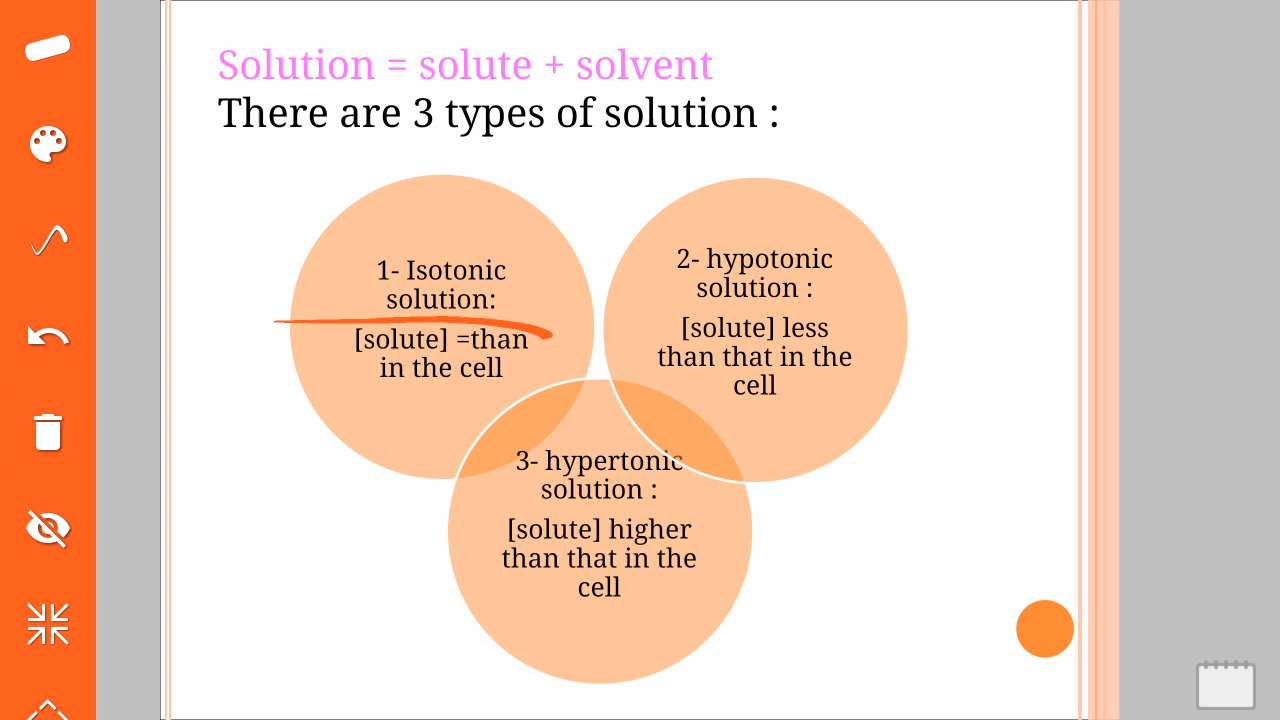 Solution = solute + solvent
There are 3 types of solution :
1- Isotonic
solution:
[solute] =than
in the cell
2- hypotonic
solution :
[solute] less
than that in the
cell
3- hypertonic
solution :
[solute] higher
than that in the
cell